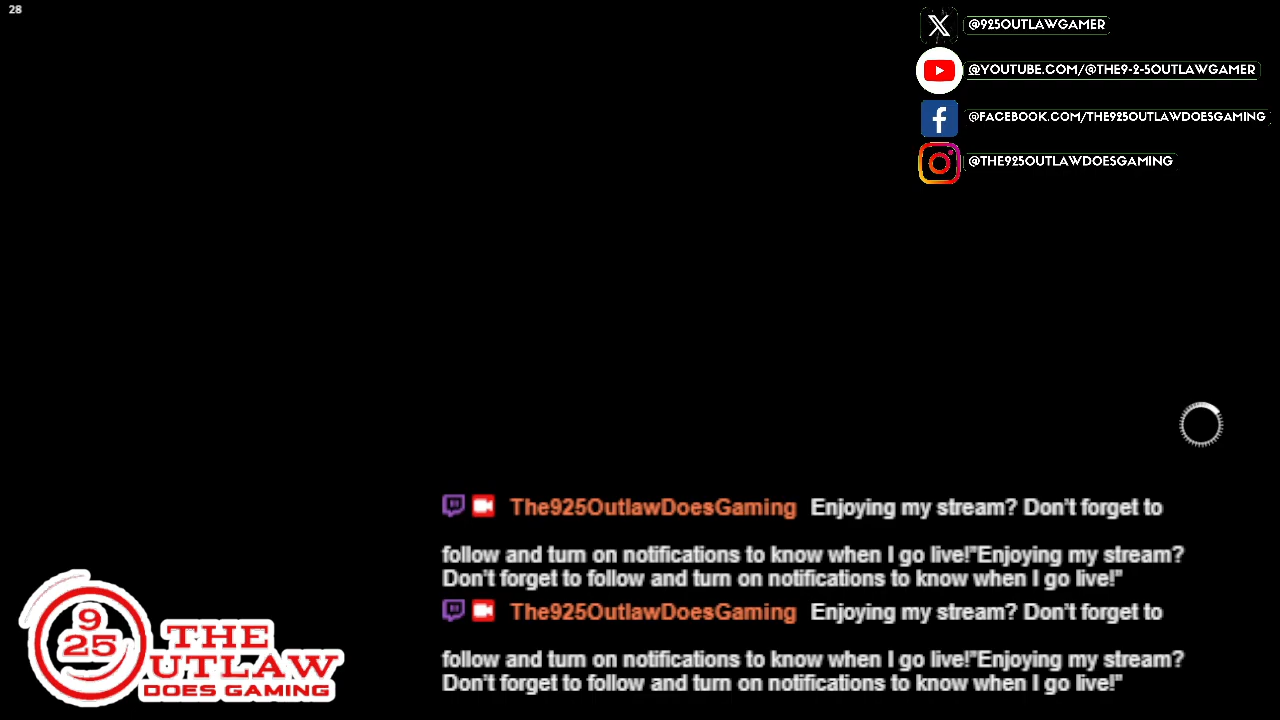 28
@925OUTLAWGAMER
@YOUTUBE.COM/@THE9-2-5OUTLAWGAMER
@FACEBOOK.COM/THE925OUTLAWDOESGAMING
@THE925OUTLAWDOESGAMING
The925OutlawDoesGaming Enjoying my stream? Don't forget to
follow and turn on notifications to know when I go live!"Enjoying my stream?
Don't forget to follow and turn on notifications to know when I go live!"
The925OutlawDoesGaming Enjoying my stream? Don't forget to
follow and turn on notifications to know when I go live!"Enjoying my stream?
Don't forget to follow and turn on notifications to know when I go live!"
9
25
THE
OUTLAW
DOES GAMING